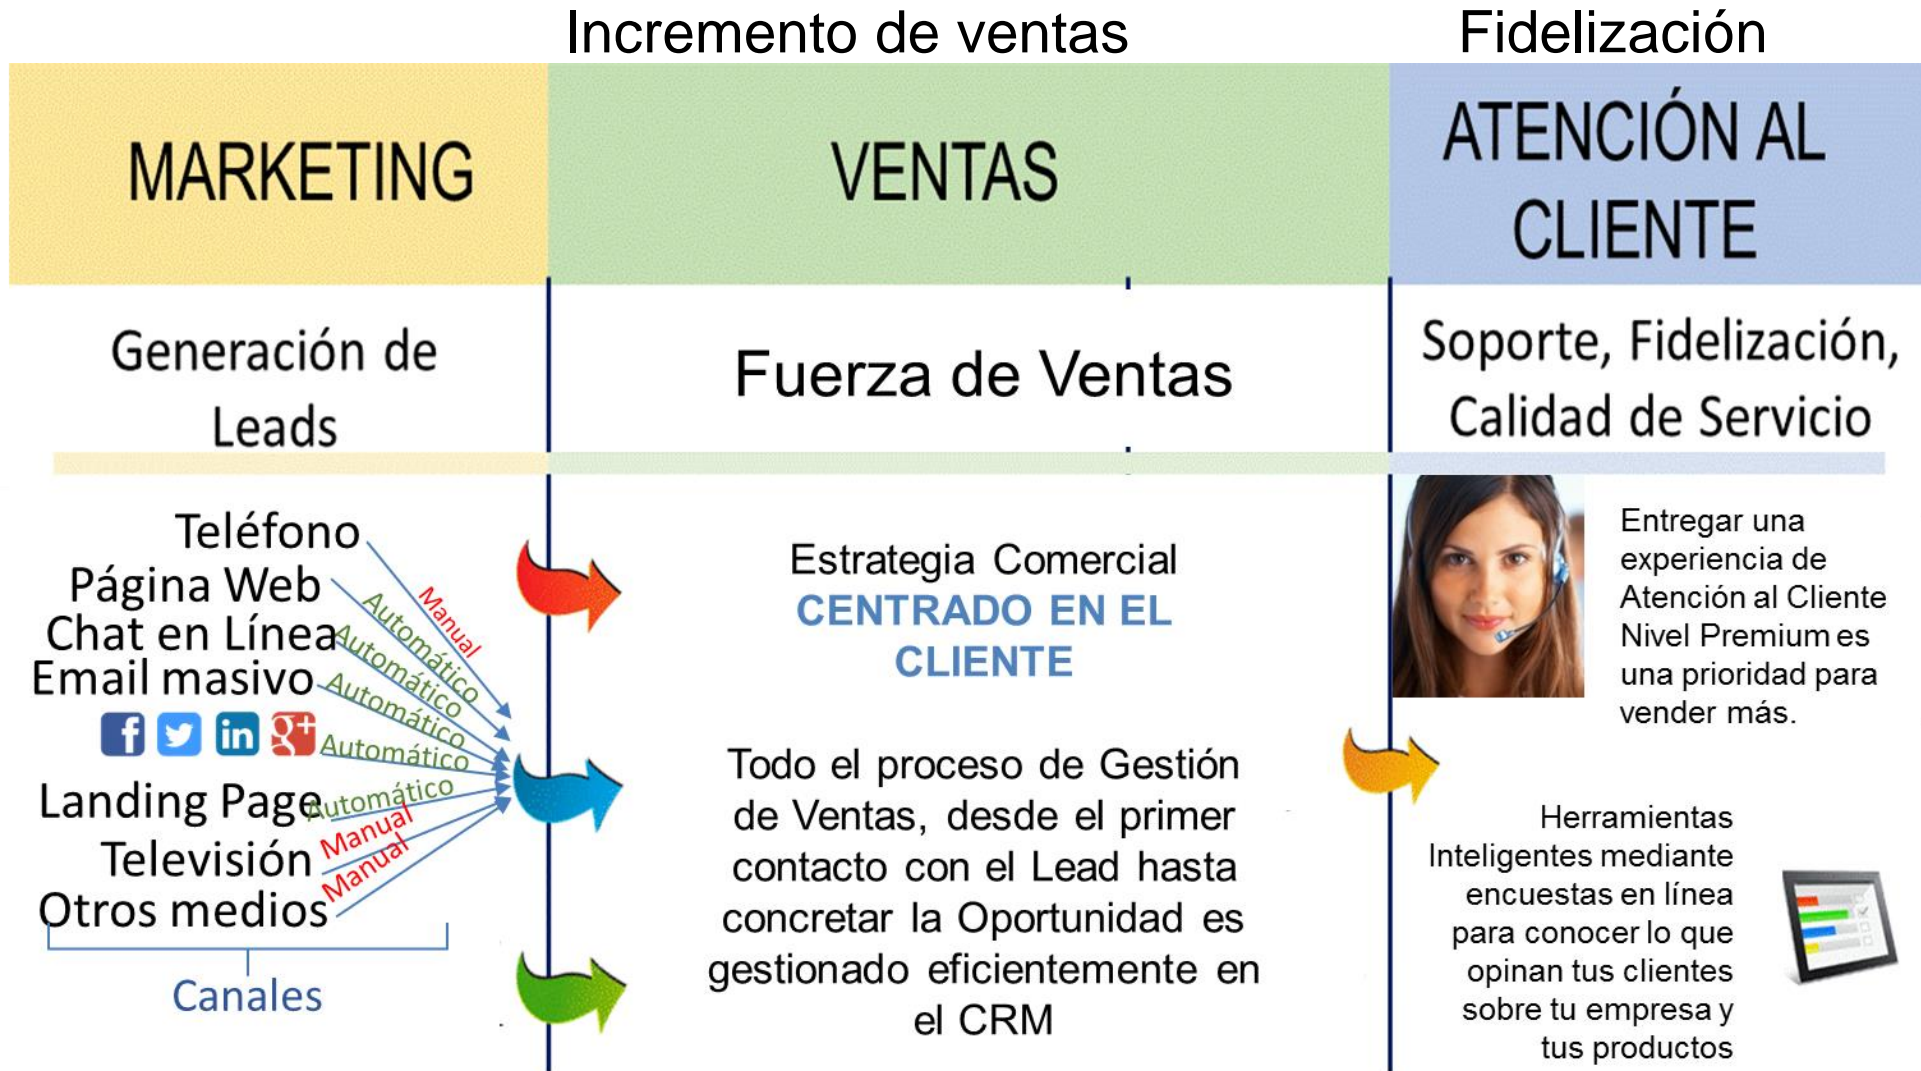 Incremento de ventas
Fidelización
MARKETING
VENTAS
ATENCIÓN AL
CLIENTE
Generación de
Leads
Fuerza de Ventas
Soporte, Fidelización,
Calidad de Servicio
Teléfono
Manual
Página Web
Automático
Chat en Línea
Automático
Email masivo
Automático
f in g+
Automático
Landing Page
Automático
Televisión
Manual
Otros medios
Manual
Canales
Estrategia Comercial
CENTRADO EN EL
CLIENTE
Todo el proceso de Gestión
de Ventas, desde el primer
contacto con el Lead hasta
concretar la Oportunidad es
gestionado eficientemente en
el CRM
Entregar una
experiencia de
Atención al Cliente
Nivel Premium es
una prioridad para
vender más.
Herramientas
Inteligentes mediante
encuestas en línea
para conocer lo que
opinan tus clientes
sobre tu empresa y
tus productos